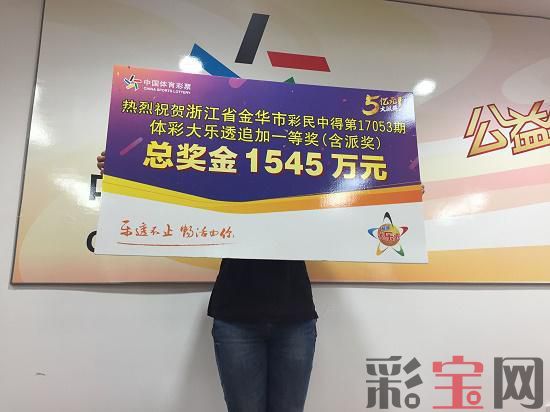 中国体育彩票
CHINA SPORTS LOTTERY
5亿元
大派奖
热烈祝贺浙江省金华市彩民中得第17053期
体彩大乐透追加一等奖(含派奖)
总奖金1545万元
乐透不止 畅活由你
公益
彩宝网